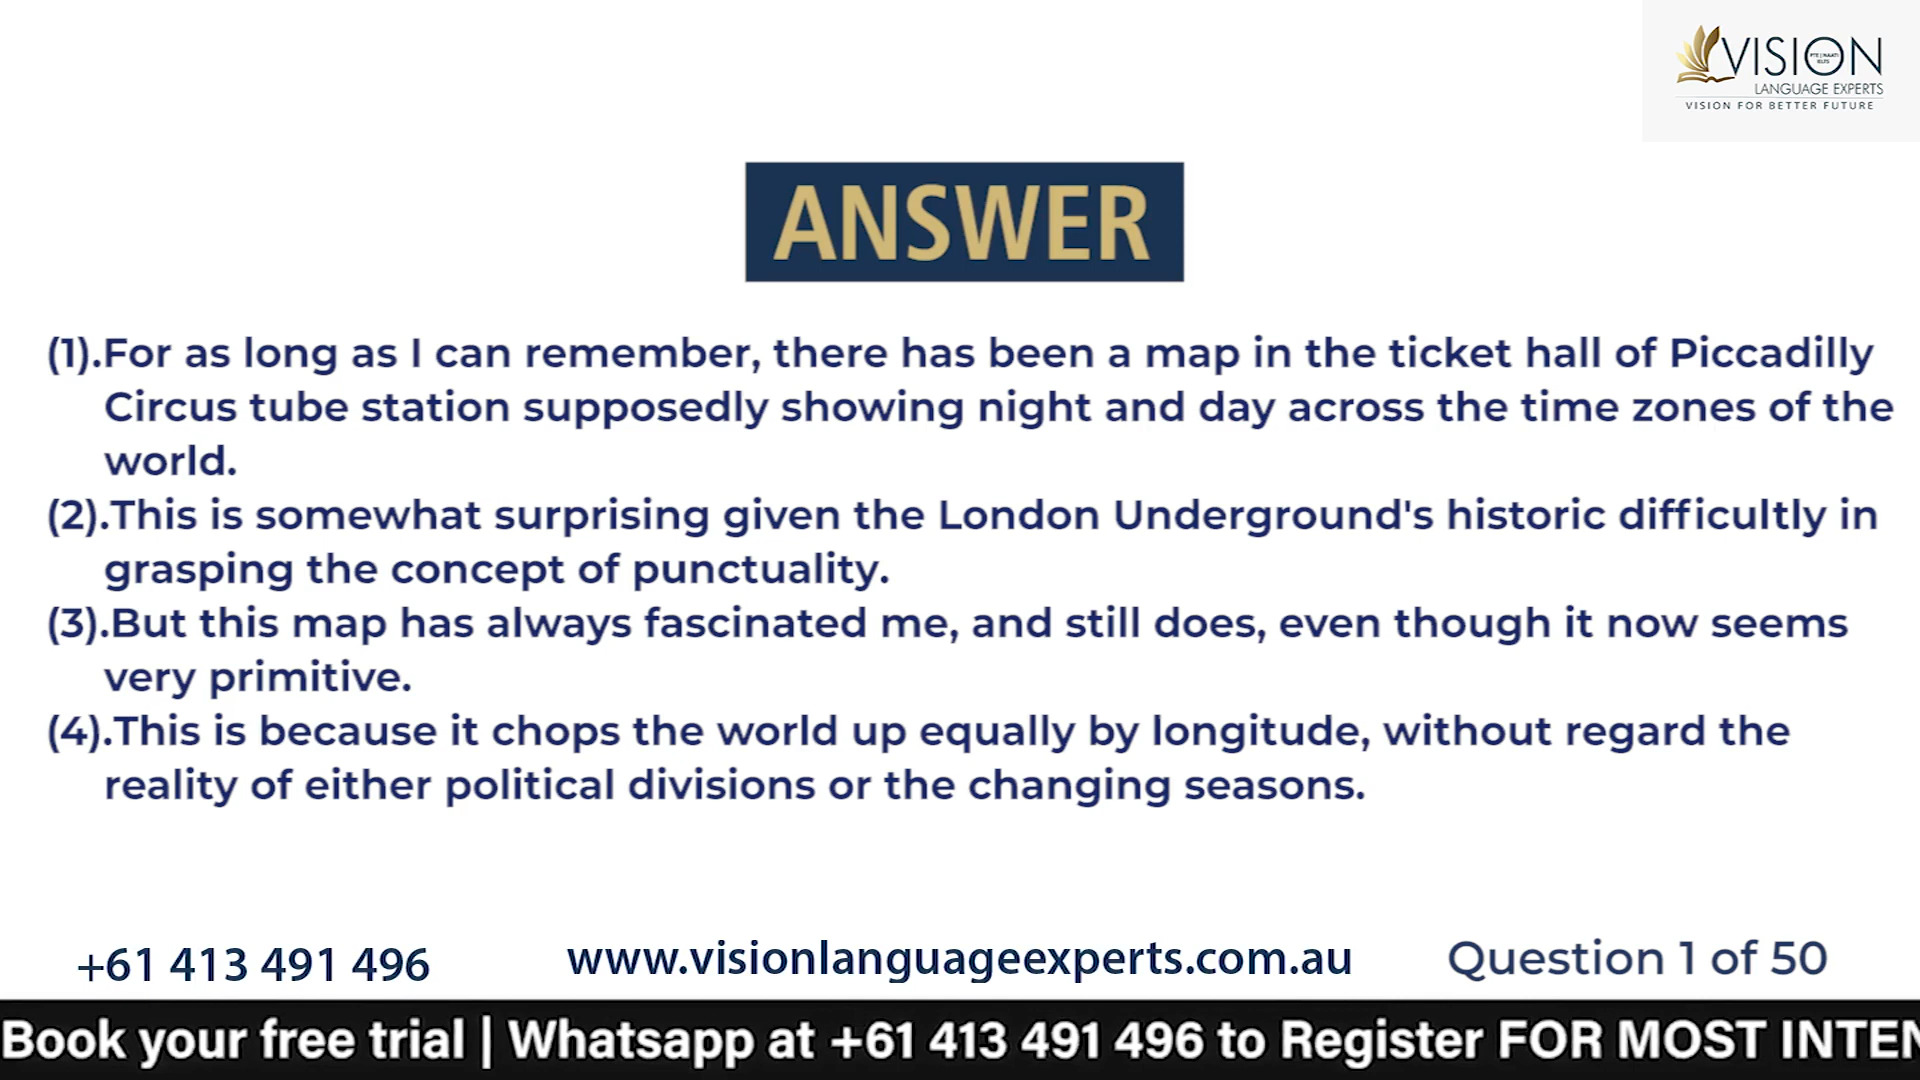 VISION
LANGUAGE EXPERTS
VISION FOR BETTER FUTURE
ANSWER
(1).For as long as I can remember, there has been a map in the ticket hall of Piccadilly
Circus tube station supposedly showing night and day across the time zones of the
world.
(2).This is somewhat surprising given the London Underground's historic difficultly in
grasping the concept of punctuality.
(3).But this map has always fascinated me, and still does, even though it now seems
very primitive.
(4).This is because it chops the world up equally by longitude, without regard the
reality of either political divisions or the changing seasons.
+61 413 491 496
www.visionlanguageexperts.com.au
Question 1 of 50
Book your free trial | Whatsapp at +61 413 491 496 to Register FOR MOST INTEN